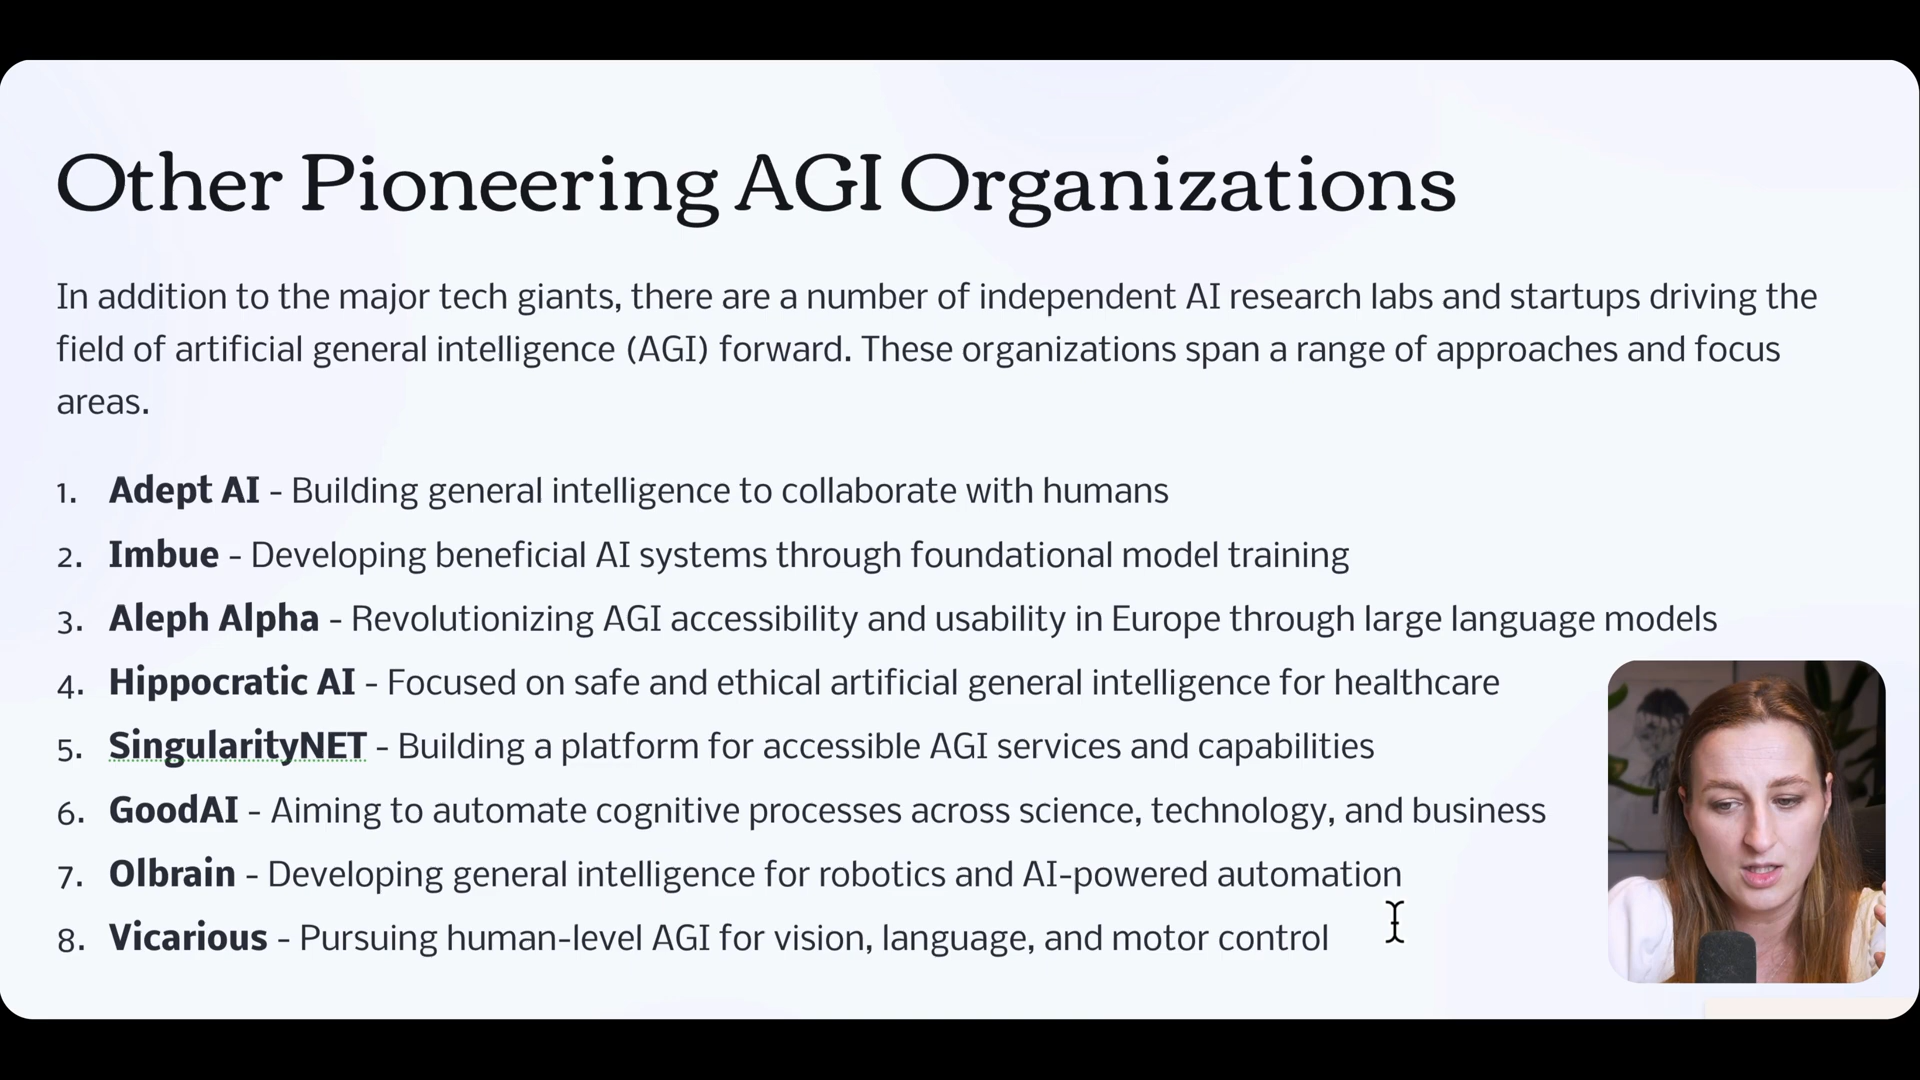 Other Pioneering AGI Organizations
In addition to the major tech giants, there are a number of independent AI research labs and startups driving the
field of artificial general intelligence (AGI) forward. These organizations span a range of approaches and focus
areas.
1. Adept AI - Building general intelligence to collaborate with humans
2. Imbue - Developing beneficial AI systems through foundational model training
3. Aleph Alpha - Revolutionizing AGI accessibility and usability in Europe through large language models
4. Hippocratic AI - Focused on safe and ethical artificial general intelligence for healthcare
5. SingularityNET - Building a platform for accessible AGI services and capabilities
6. GoodAI - Aiming to automate cognitive processes across science, technology, and business
7. Olbrain - Developing general intelligence for robotics and AI-powered automation
8. Vicarious - Pursuing human-level AGI for vision, language, and motor control